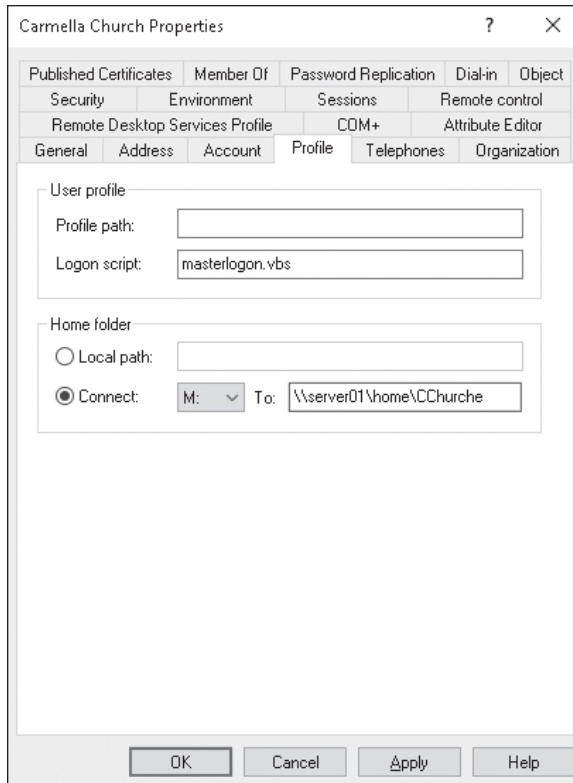 Carmella Church Properties ? X
Published Certificates Member Of Password Replication Dial-in Object
Security Environment Sessions Remote control
Remote Desktop Services Profile COM+ Attribute Editor
General Address Account Profile Telephones Organization
User profile
Profile path:
Logon script: masterlogon.vbs
Home folder
Local path:
Connect: M: To: \\server01\home\CChurche
OK Cancel Apply Help